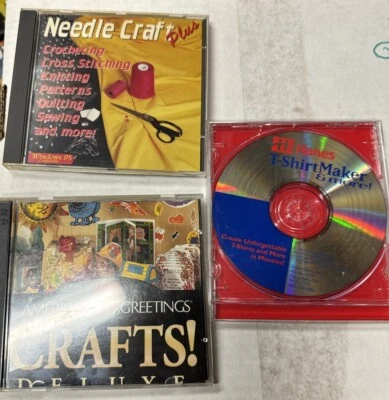 Needle Craft Plus
Crocheting
Cross Stitching
Knitting
Patterns
Quilting
Sewing
and more!
Windows 95
Hanes
T-ShirtMaker
& more!
Create Unforgettable
T-Shirts and More
in Minutes!
GREETINGS
CRAFTS!
DELUXE